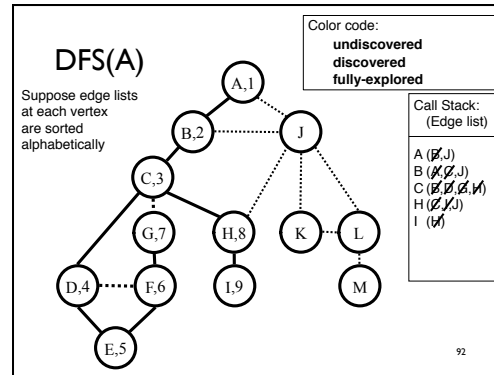 DFS(A)
Suppose edge lists
at each vertex
are sorted
alphabetically
Color code:
undiscovered
discovered
fully-explored
Call Stack:
(Edge list)
A (B,J)
B (A,C,J)
C (B,D,G,H)
H (C,I,J)
I (H)
A,1
B,2
J
C,3
G,7
H,8
K
L
D,4
F,6
I,9
M
E,5
92